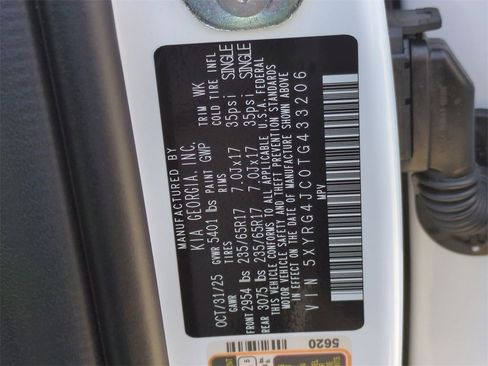 MANUFACTURED BY
KIA GEORGIA, INC.
OCT/31/25 GVWR 5401 lbs PAINT GWP TRIM WK
GAWR TIRES RIMS COLD TIRE INFL
FRONT 2954 lbs 235/65R17 7.0JX17 35psi SINGLE
REAR 3075 lbs 235/65R17 7.0JX17 35psi SINGLE
THIS VEHICLE CONFORMS TO ALL APPLICABLE U.S.A. FEDERAL
MOTOR VEHICLE SAFETY AND THEFT PREVENTION STANDARDS
IN EFFECT ON THE DATE OF MANUFACTURE SHOWN ABOVE
VIN 5XYRG4JC0TG433206
MPV
5620